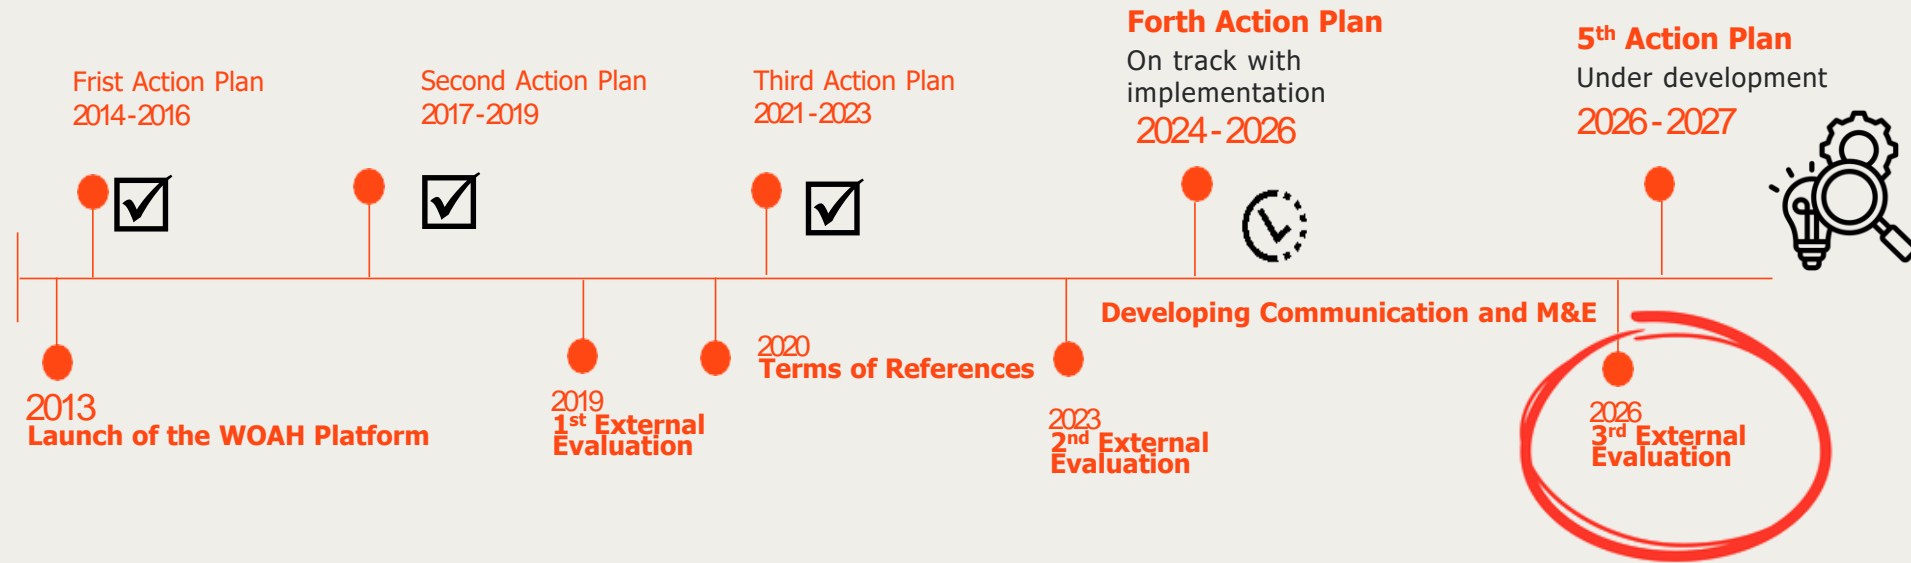 Frist Action Plan
2014-2016
Second Action Plan
2017-2019
Third Action Plan
2021-2023
Forth Action Plan
On track with
implementation
2024-2026
5th Action Plan
Under development
2026-2027
2013
Launch of the WOAH Platform
2019
1st External
Evaluation
2020
Terms of References
2023
2nd External
Evaluation
Developing Communication and M&E
2026
3rd External
Evaluation